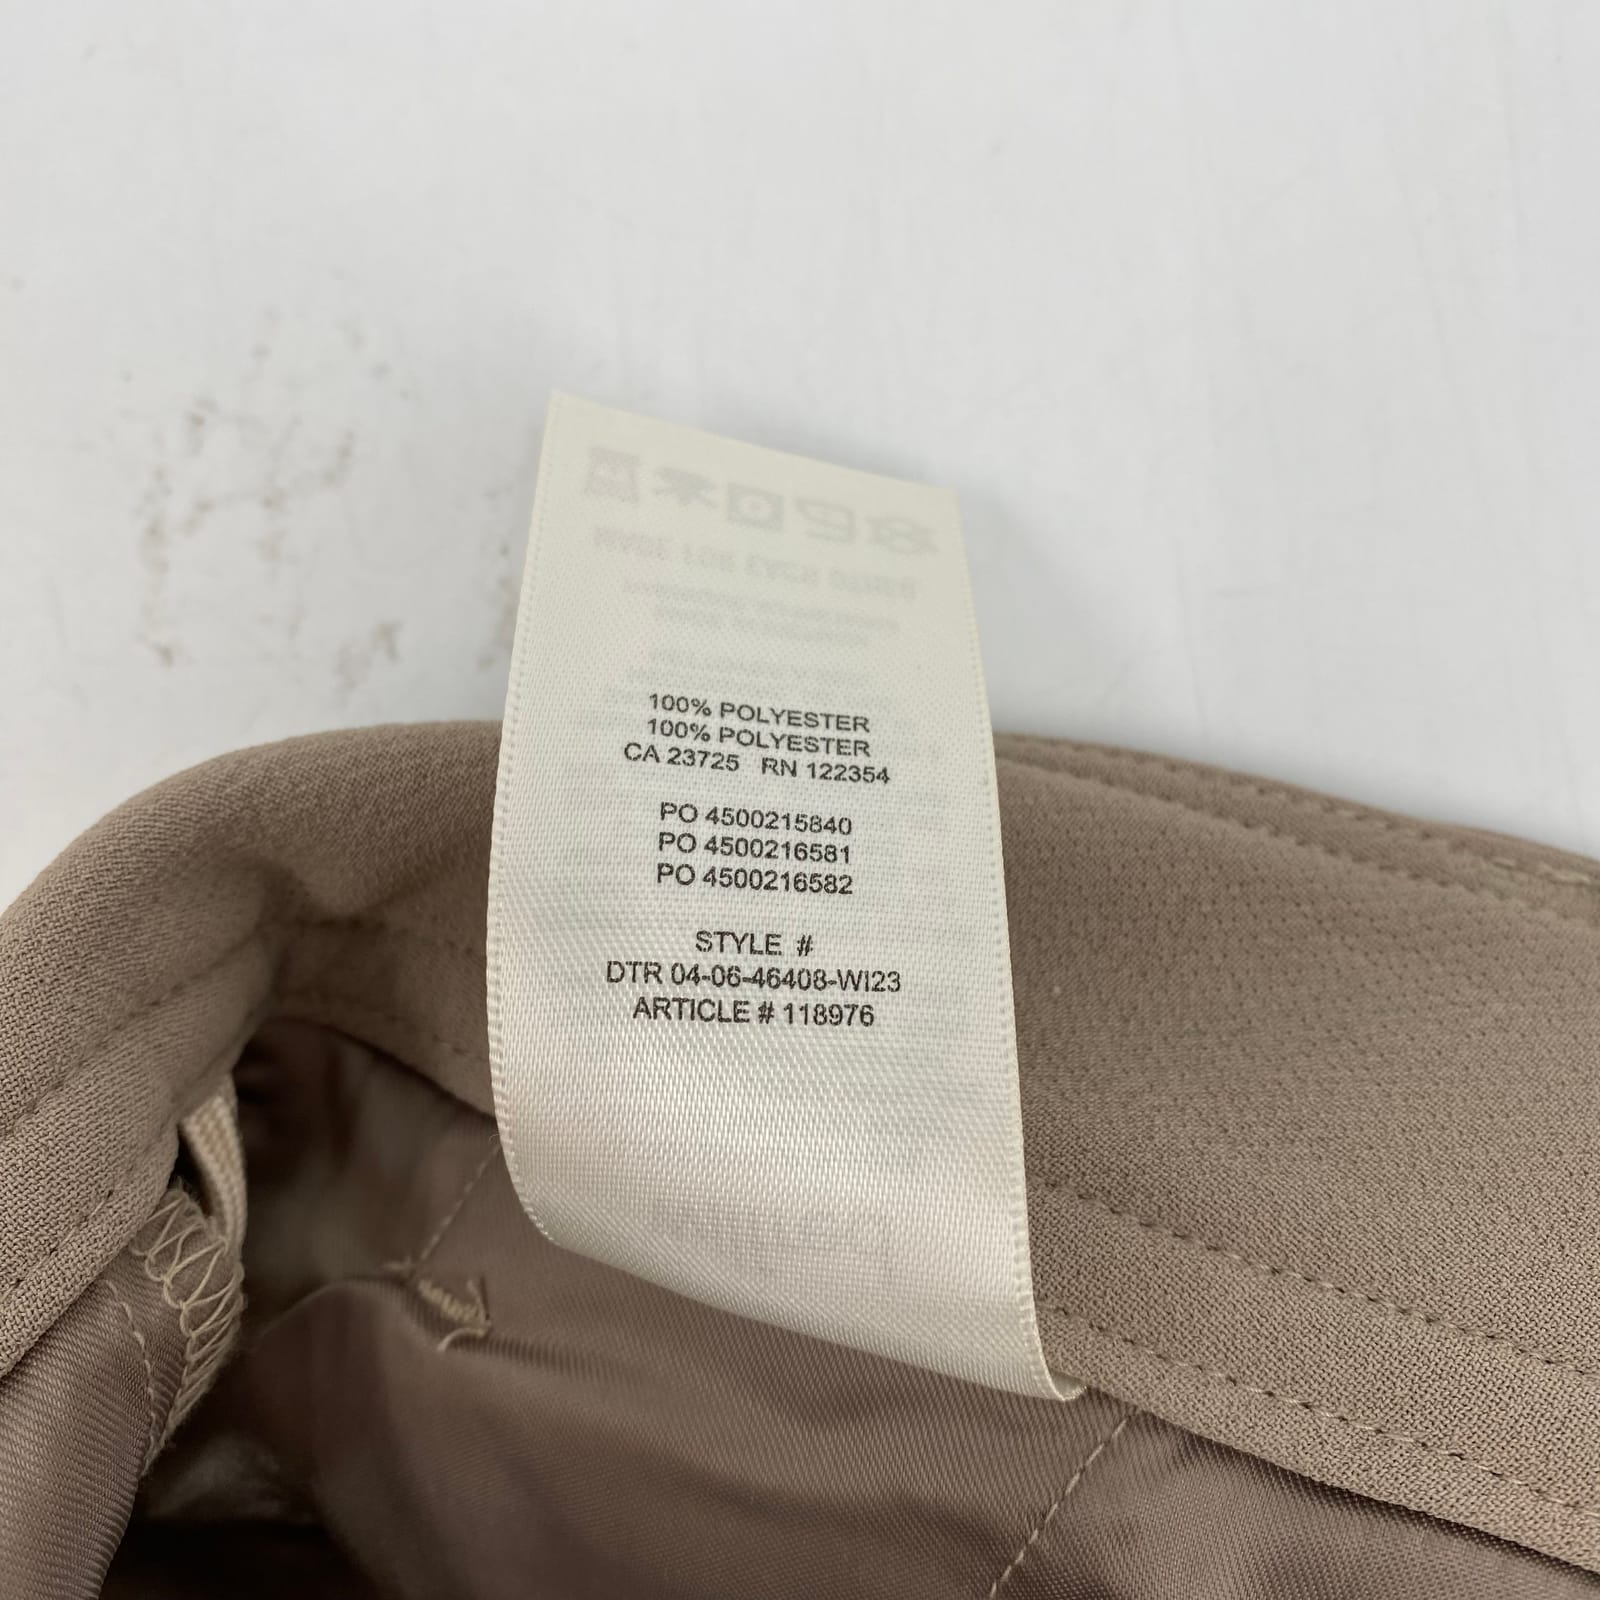 100% POLYESTER
100% POLYESTER
CA 23725 RN 122354
PO 4500215840
PO 4500216581
PO 4500216582
STYLE #
DTR 04-06-46408-WI23
ARTICLE # 118976